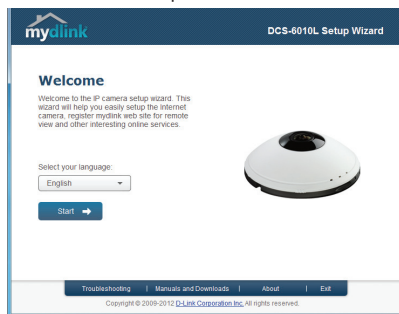 mydlink
DCS-6010L Setup Wizard
Welcome
Welcome to the IP camera setup wizard. This
wizard will help you easily setup the Internet
camera, register mydlink web site for remote
view and other interesting online services.
Select your language:
English
Start
Troubleshooting | Manuals and Downloads | About | Exit
Copyright © 2009-2012 D-Link Corporation Inc. All rights reserved.